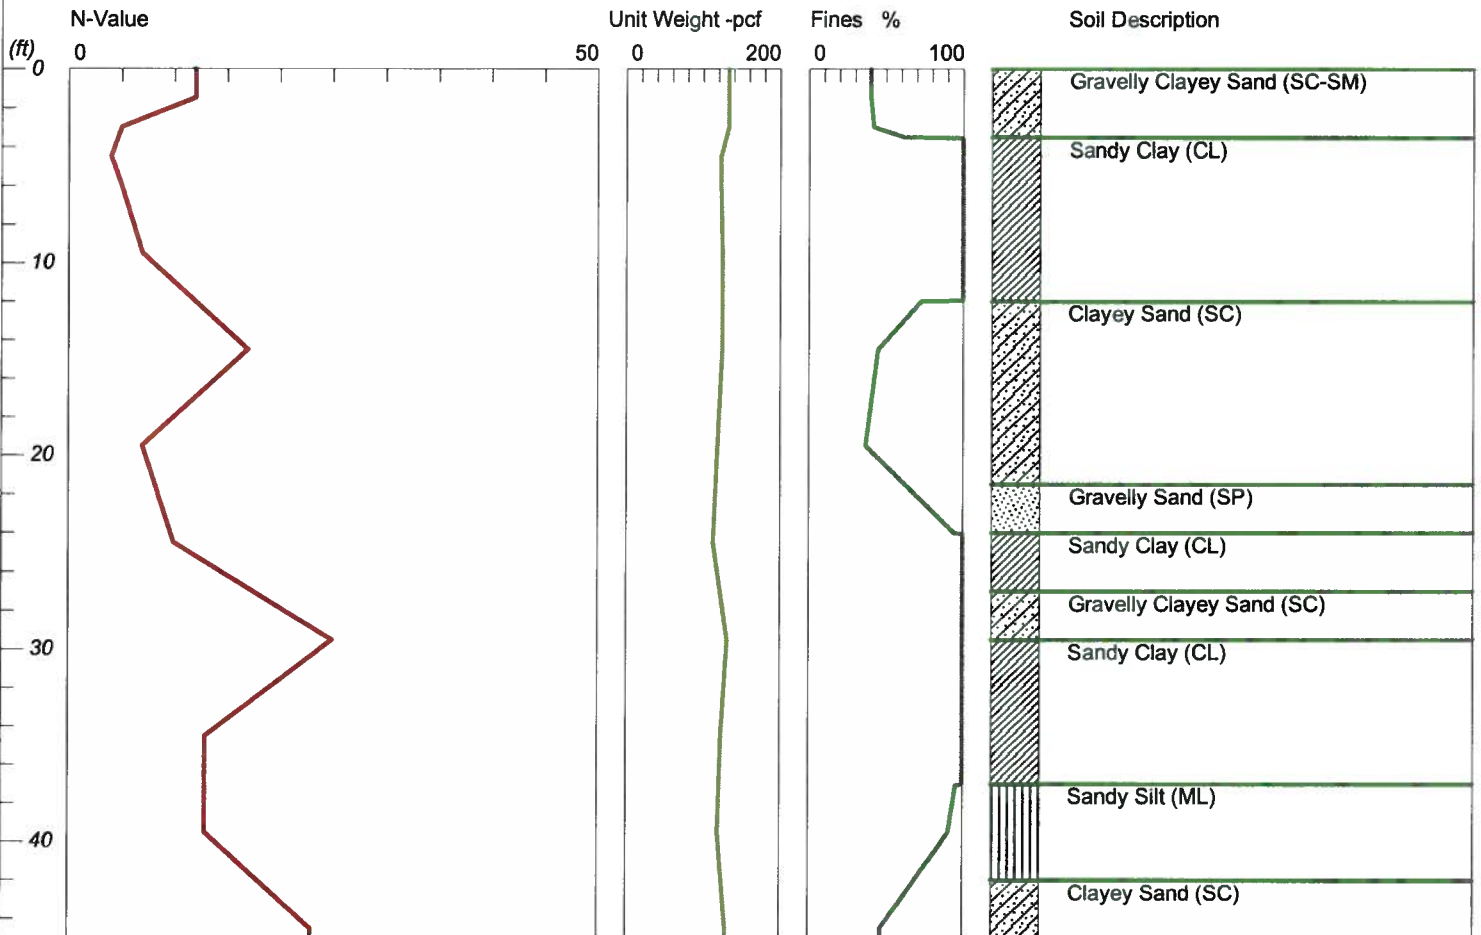 N-Value Unit Weight -pcf Fines % Soil Description
(ft) 0 50 0 200 0 100
0
Gravelly Clayey Sand (SC-SM)
Sandy Clay (CL)
10
Clayey Sand (SC)
20
Gravelly Sand (SP)
Sandy Clay (CL)
Gravelly Clayey Sand (SC)
30
Sandy Clay (CL)
Sandy Silt (ML)
40
Clayey Sand (SC)